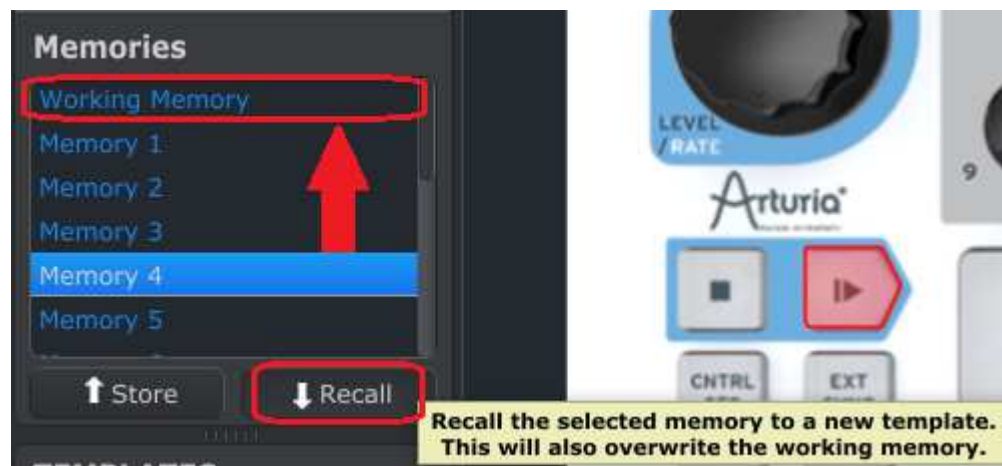 Memories
Working Memory
Memory 1
Memory 2
Memory 3
Memory 4
Memory 5
Store
Recall
TEMPLATES
LEVEL
/ RATE
9
Arturia
CNTRL
EXT
Recall the selected memory to a new template.
This will also overwrite the working memory.